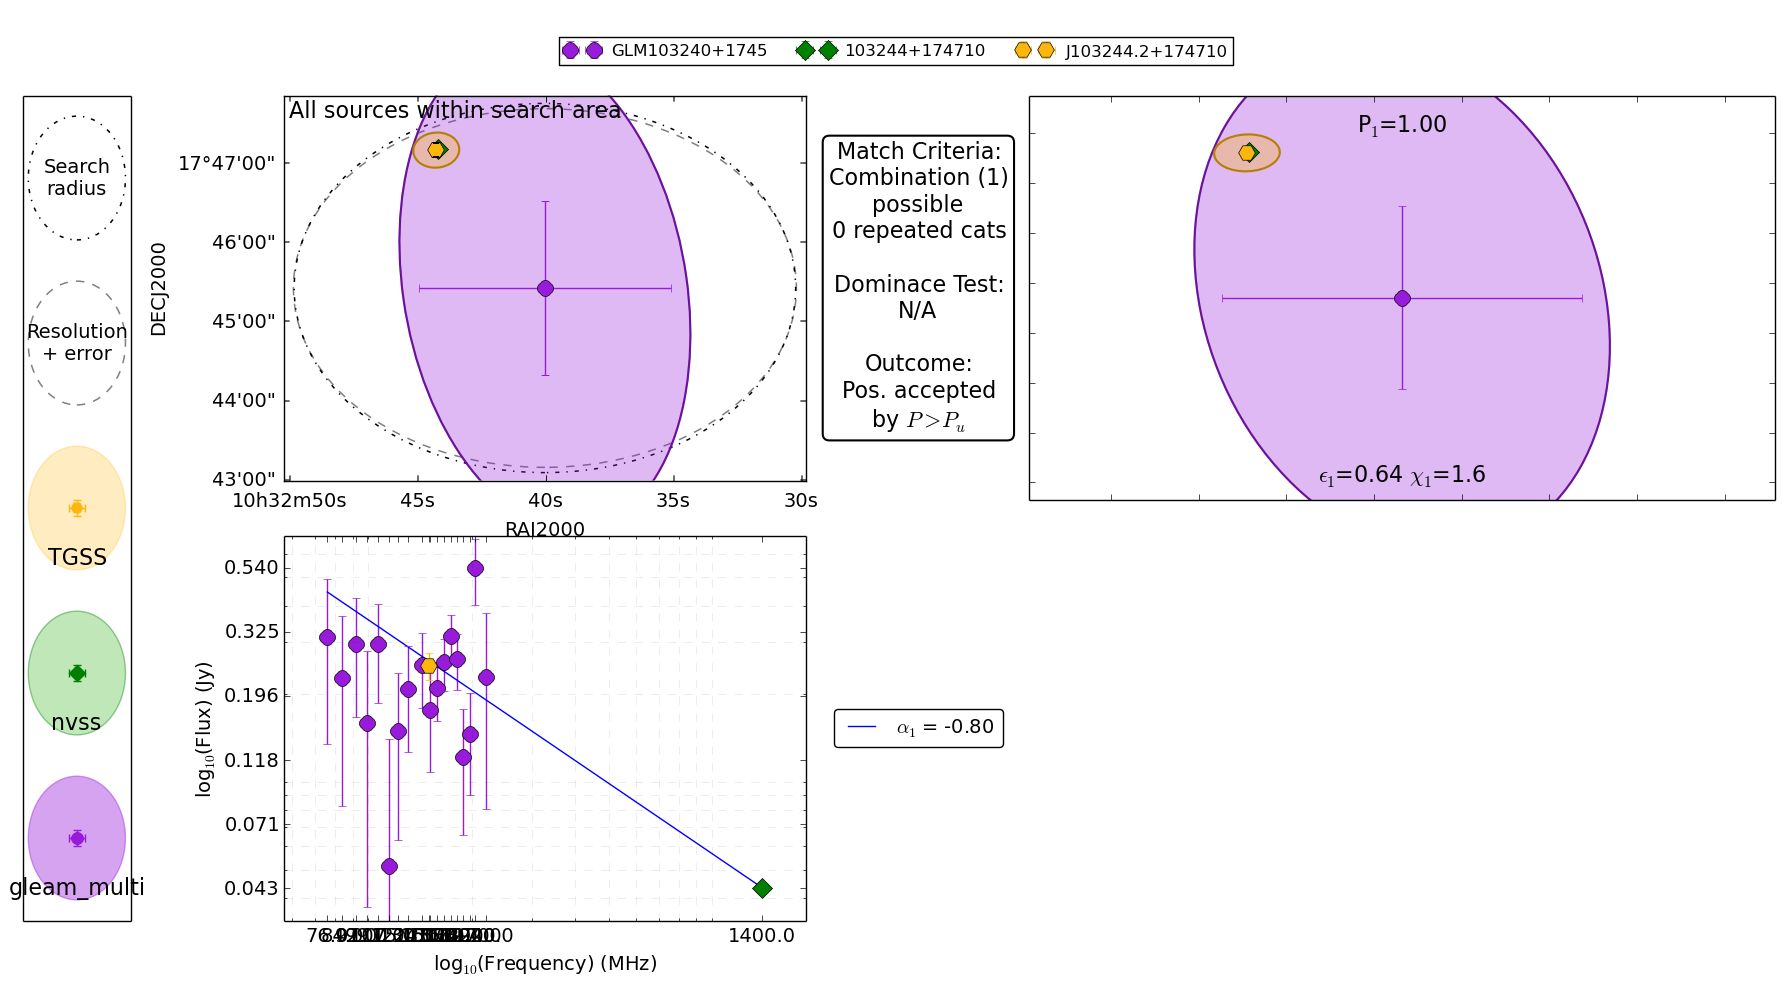 GLM103240+1745 103244+174710 J103244.2+174710
Search
radius
Resolution
+ error
TGSS
nvss
gleam_multi
All sources within search area
DECJ2000
17°47'00"
46'00"
45'00"
44'00"
43'00"
10h32m50s 45s 40s 35s 30s
RAJ2000
Match Criteria:
Combination (1)
possible
0 repeated cats
Dominace Test:
N/A
Outcome:
Pos. accepted
by P>Pu
P1=1.00
ϵ1=0.64 χ1=1.6
log10(Flux) (Jy)
0.540
0.325
0.196
0.118
0.071
0.043
1400.0
log10(Frequency) (MHz)
α1 = -0.80